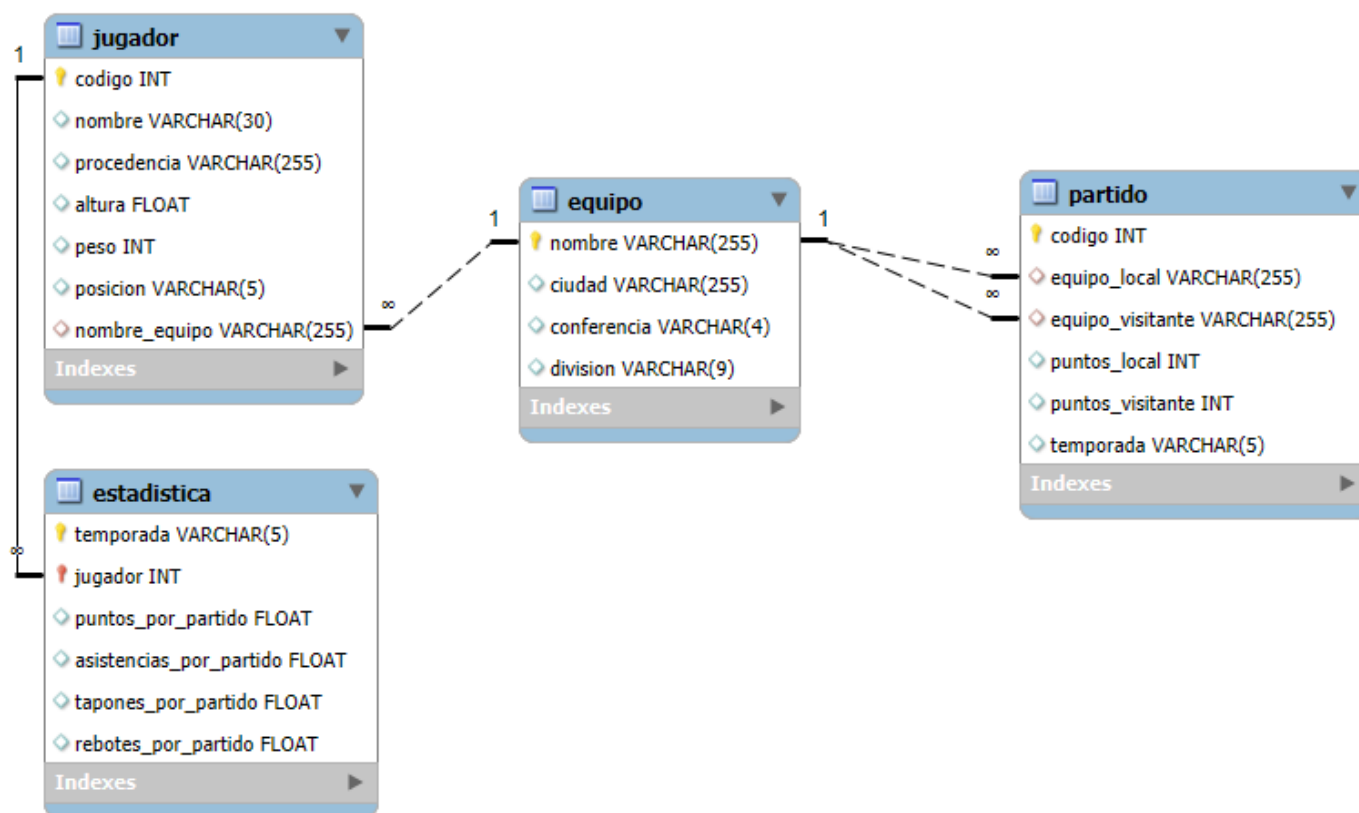 jugador
1
codigo INT
nombre VARCHAR(30)
procedencia VARCHAR(255)
altura FLOAT
peso INT
posicion VARCHAR(5)
nombre_equipo VARCHAR(255)
Indexes
∞
1
equipo
nombre VARCHAR(255)
ciudad VARCHAR(255)
conferencia VARCHAR(4)
division VARCHAR(9)
Indexes
1
∞
∞
partido
codigo INT
equipo_local VARCHAR(255)
equipo_visitante VARCHAR(255)
puntos_local INT
puntos_visitante INT
temporada VARCHAR(5)
Indexes
estadistica
temporada VARCHAR(5)
∞
jugador INT
puntos_por_partido FLOAT
asistencias_por_partido FLOAT
tapones_por_partido FLOAT
rebotes_por_partido FLOAT
Indexes